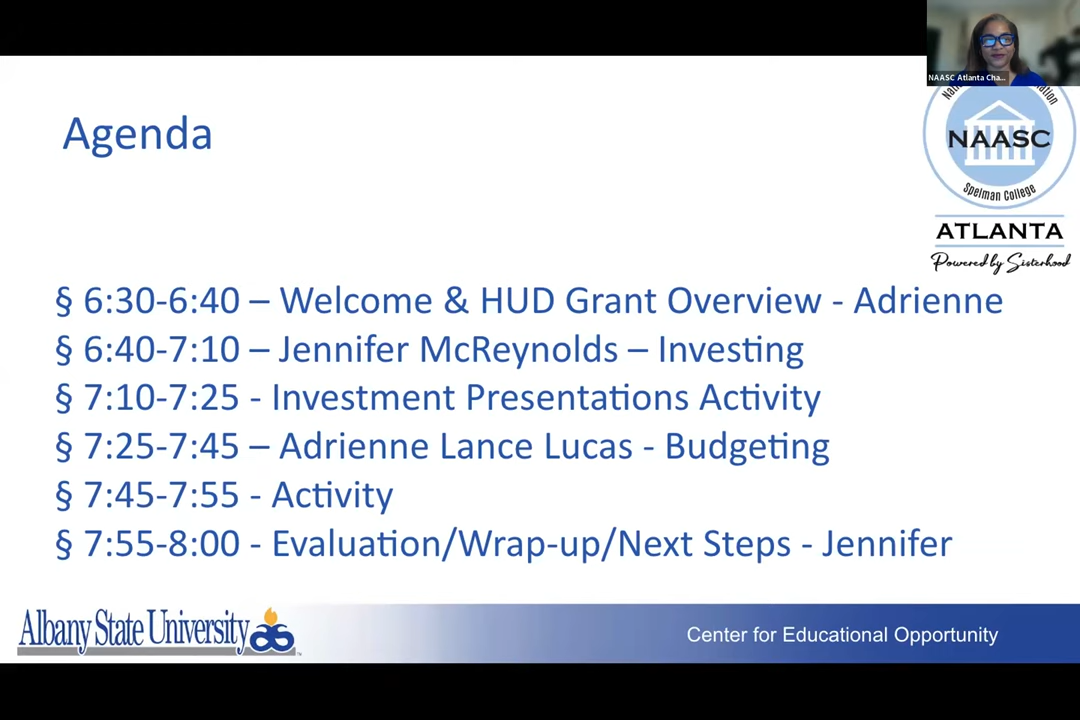 NAASC Atlanta Cha...
Agenda
NAASC
Spelman College
ATLANTA
Powered by Sisterhood
§ 6:30-6:40 – Welcome & HUD Grant Overview - Adrienne
§ 6:40-7:10 – Jennifer McReynolds – Investing
§ 7:10-7:25 - Investment Presentations Activity
§ 7:25-7:45 – Adrienne Lance Lucas - Budgeting
§ 7:45-7:55 - Activity
§ 7:55-8:00 - Evaluation/Wrap-up/Next Steps - Jennifer
Albany State University
Center for Educational Opportunity